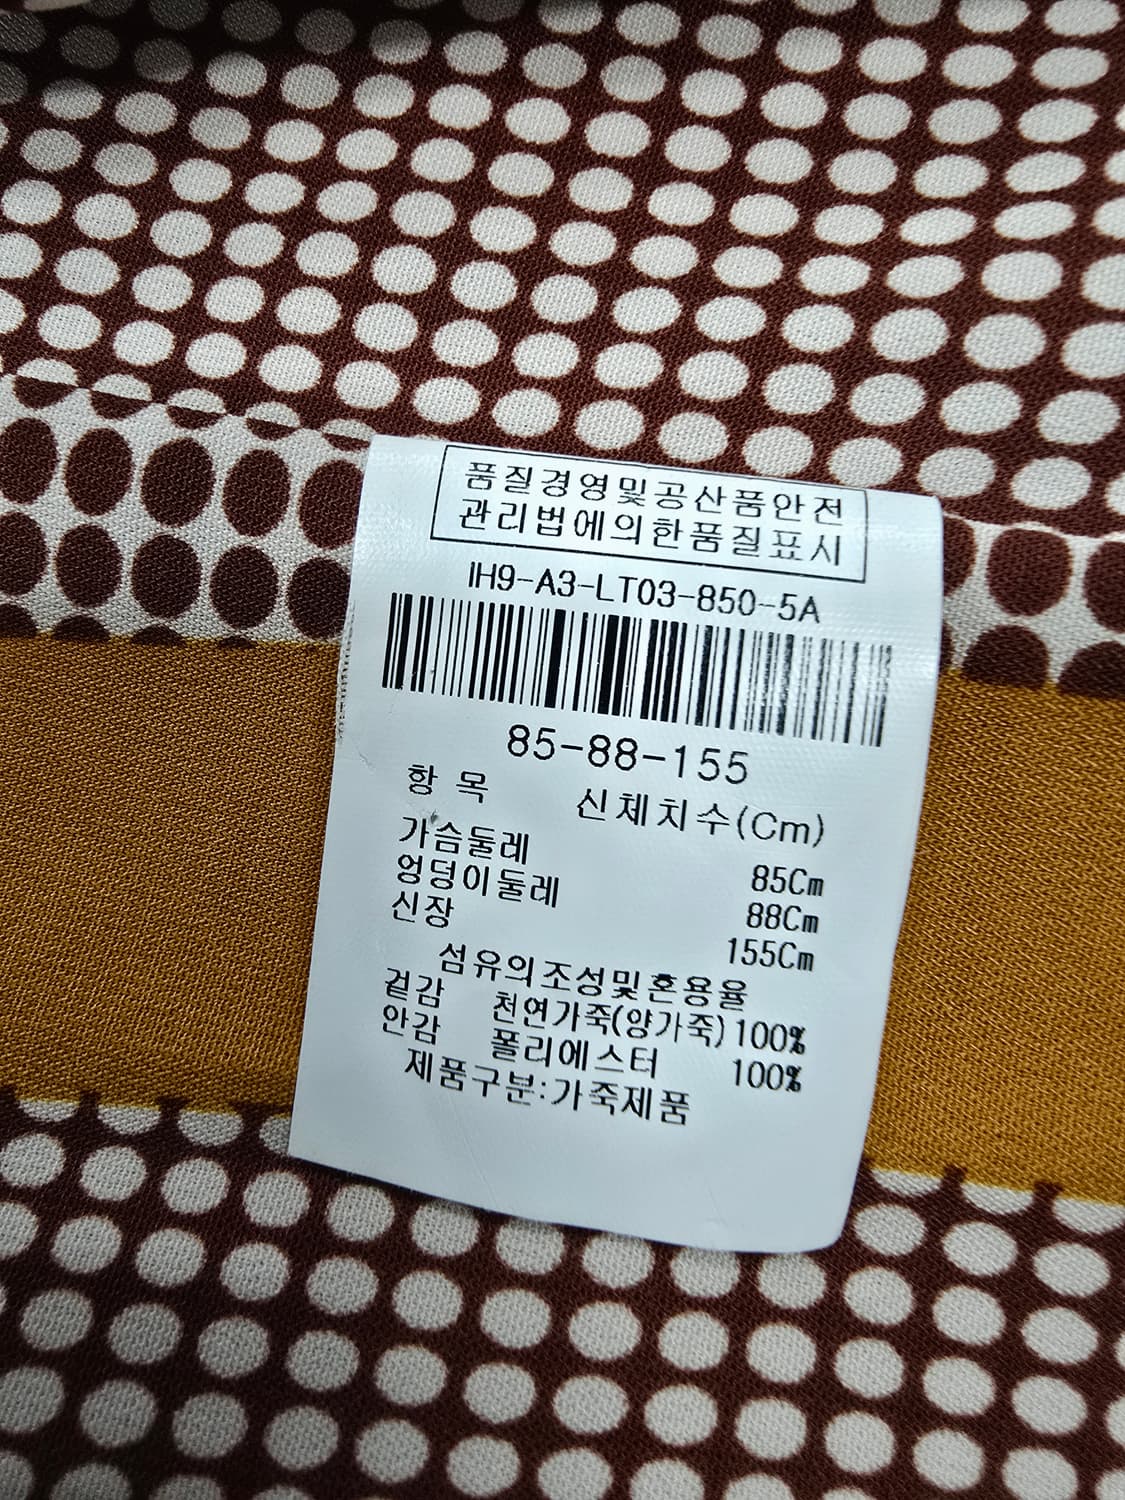 품질경영및공산품안전
관리법에의한품질표시
IH9-A3-LT03-850-5A
85-88-155
항 목 신체치수(Cm)
가슴둘레 85Cm
엉덩이둘레 88Cm
신장 155Cm
섬유의조성및혼용율
겉감 천연가죽(양가죽) 100%
안감 폴리에스터 100%
제품구분:가죽제품